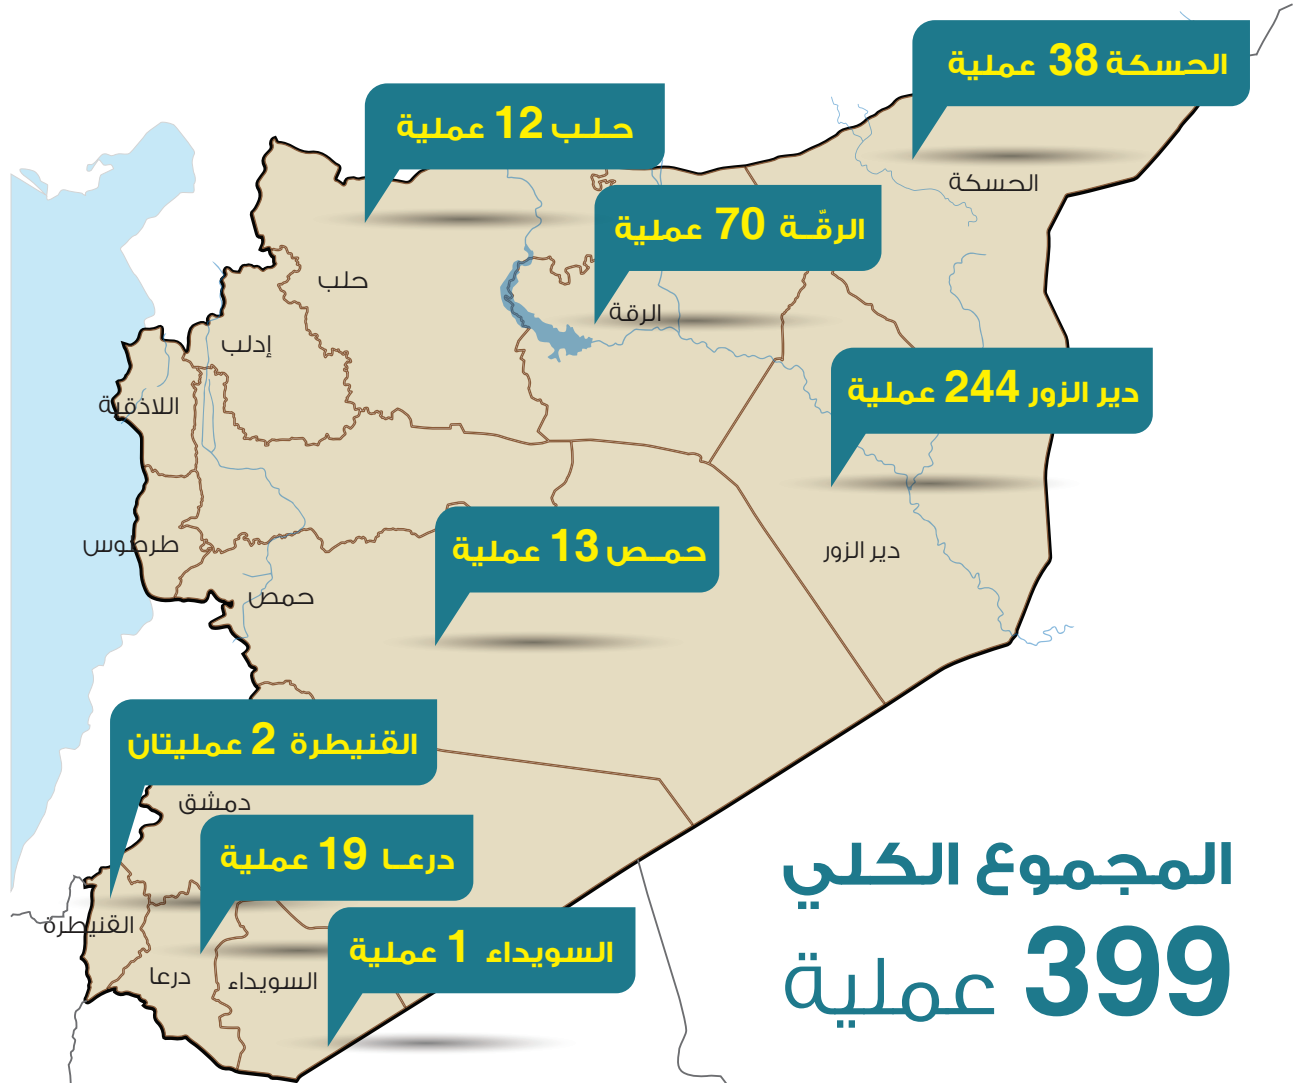 الحسكة 38 عملية
حلب 12 عملية
الحسكة
الرقّة 70 عملية
حلب
الرقة
إدلب
دير الزور 244 عملية
اللاذقية
حمص 13 عملية
طرطوس
دير الزور
حمص
القنيطرة 2 عمليتان
دمشق
درعا 19 عملية
المجموع الكلي
399 عملية
القنيطرة
السويداء 1 عملية
درعا
السويداء